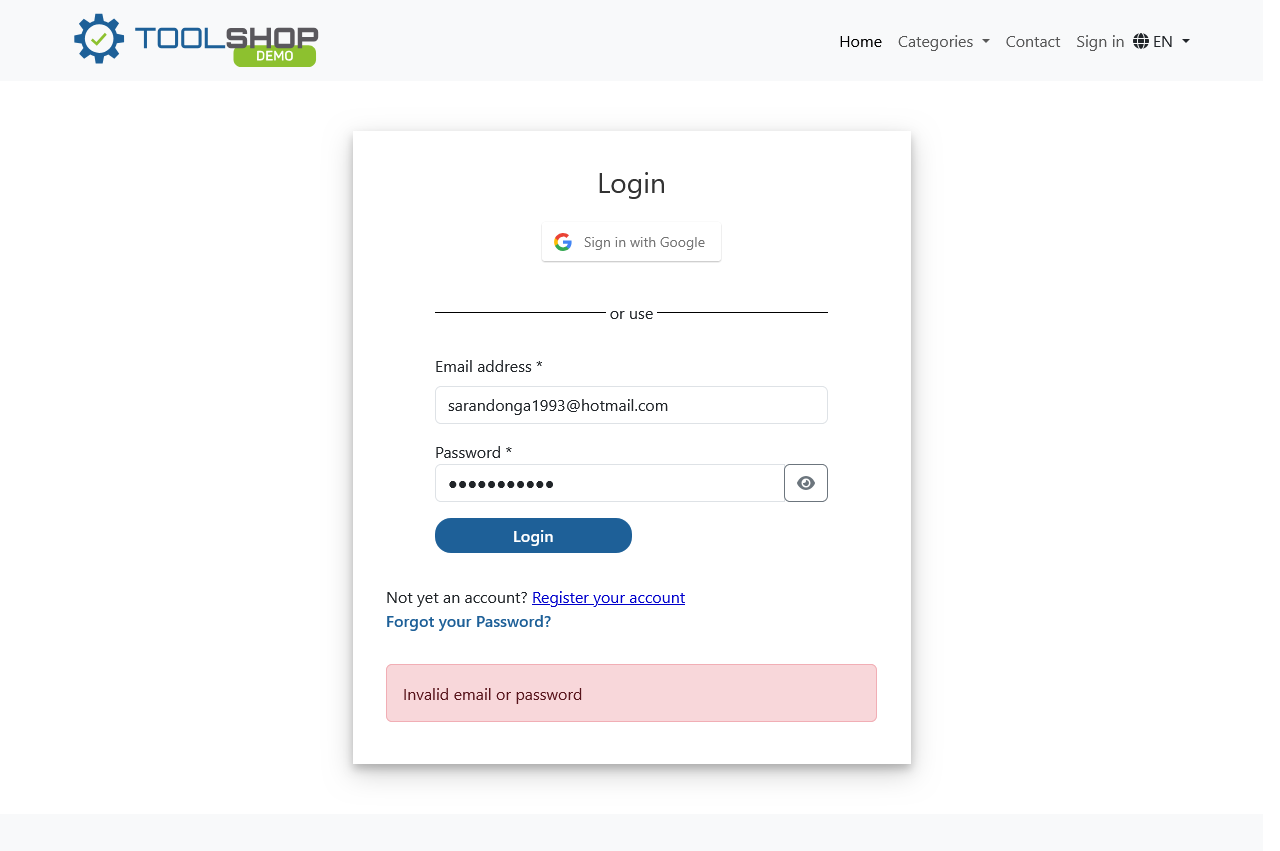 TOOLSHOP
DEMO
Home Categories Contact Sign in EN
Login
Sign in with Google
or use
Email address *
sarandonga1993@hotmail.com
Password *
•••••••••••
Login
Not yet an account? Register your account
Forgot your Password?
Invalid email or password